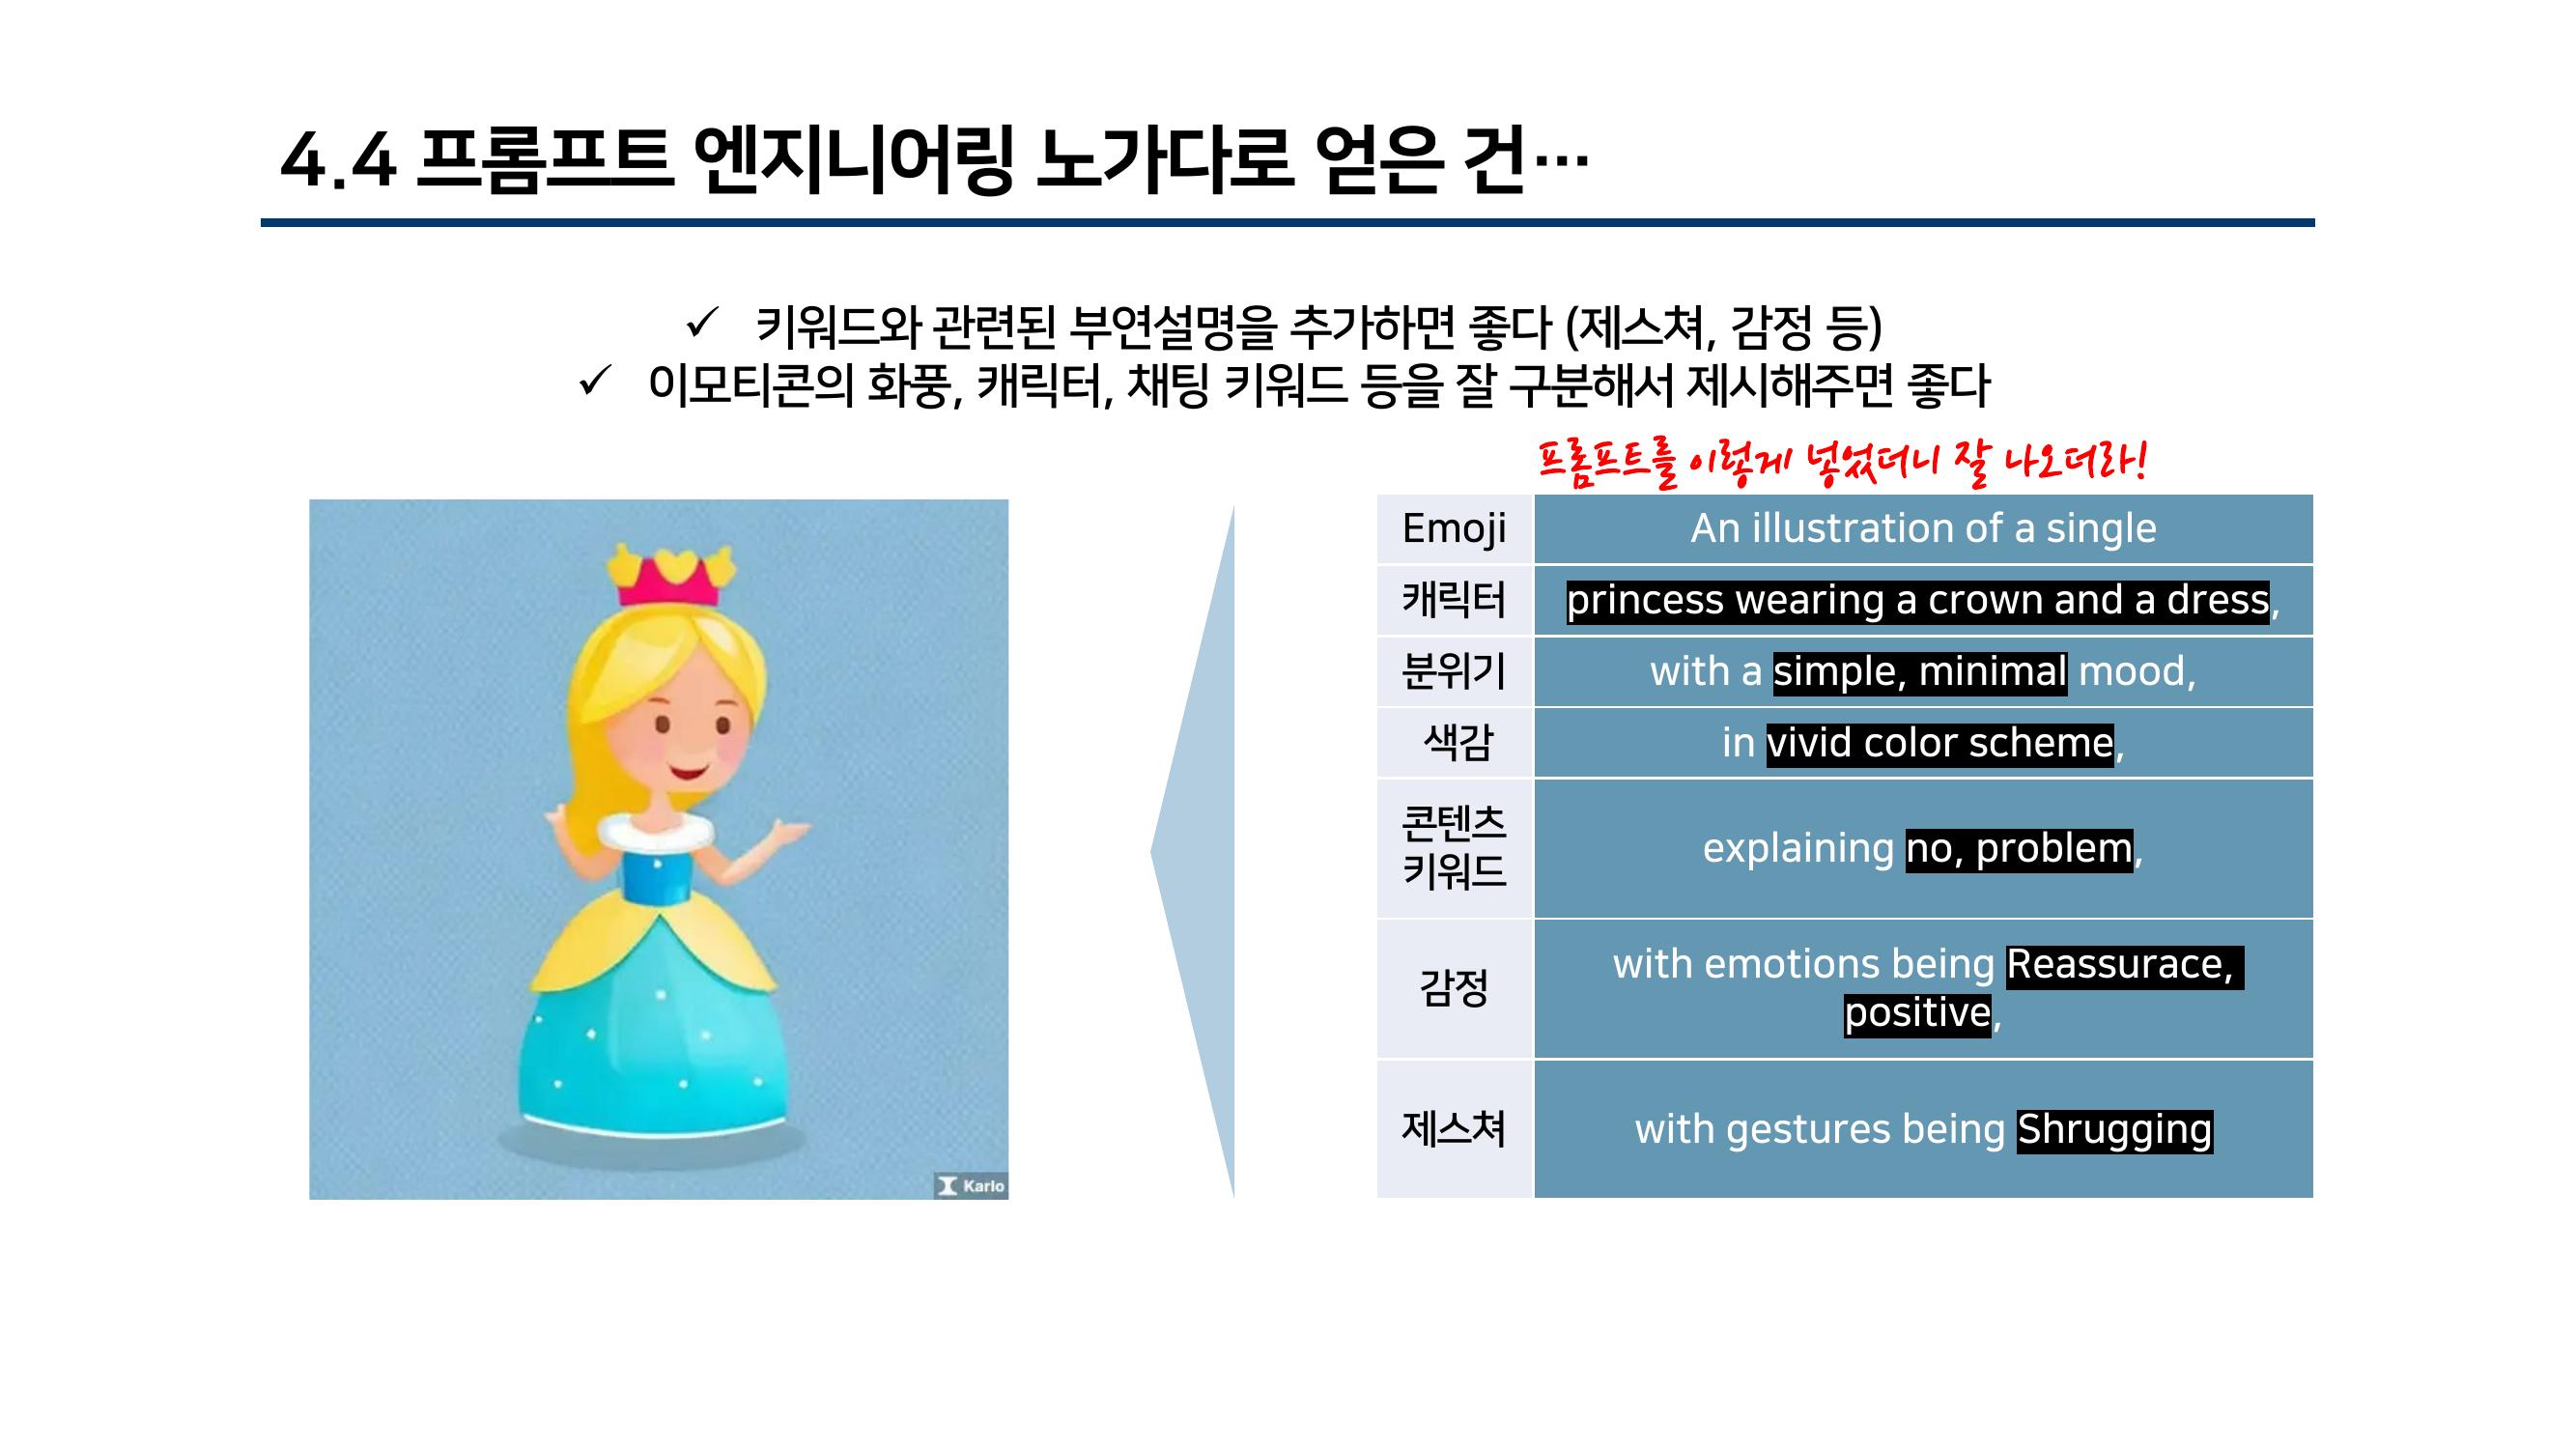 4.4 프롬프트 엔지니어링 노가다로 얻은 건…
✓ 키워드와 관련된 부연설명을 추가하면 좋다 (제스쳐, 감정 등)
✓ 이모티콘의 화풍, 캐릭터, 채팅 키워드 등을 잘 구분해서 제시해주면 좋다
프롬프트를 이렇게 넣었더니 잘 나오더라!
Emoji An illustration of a single
캐릭터 princess wearing a crown and a dress,
분위기 with a simple, minimal mood,
색감 in vivid color scheme,
콘텐츠
키워드
explaining no, problem,
감정
with emotions being Reassurace,
positive,
제스쳐 with gestures being Shrugging
Karlo